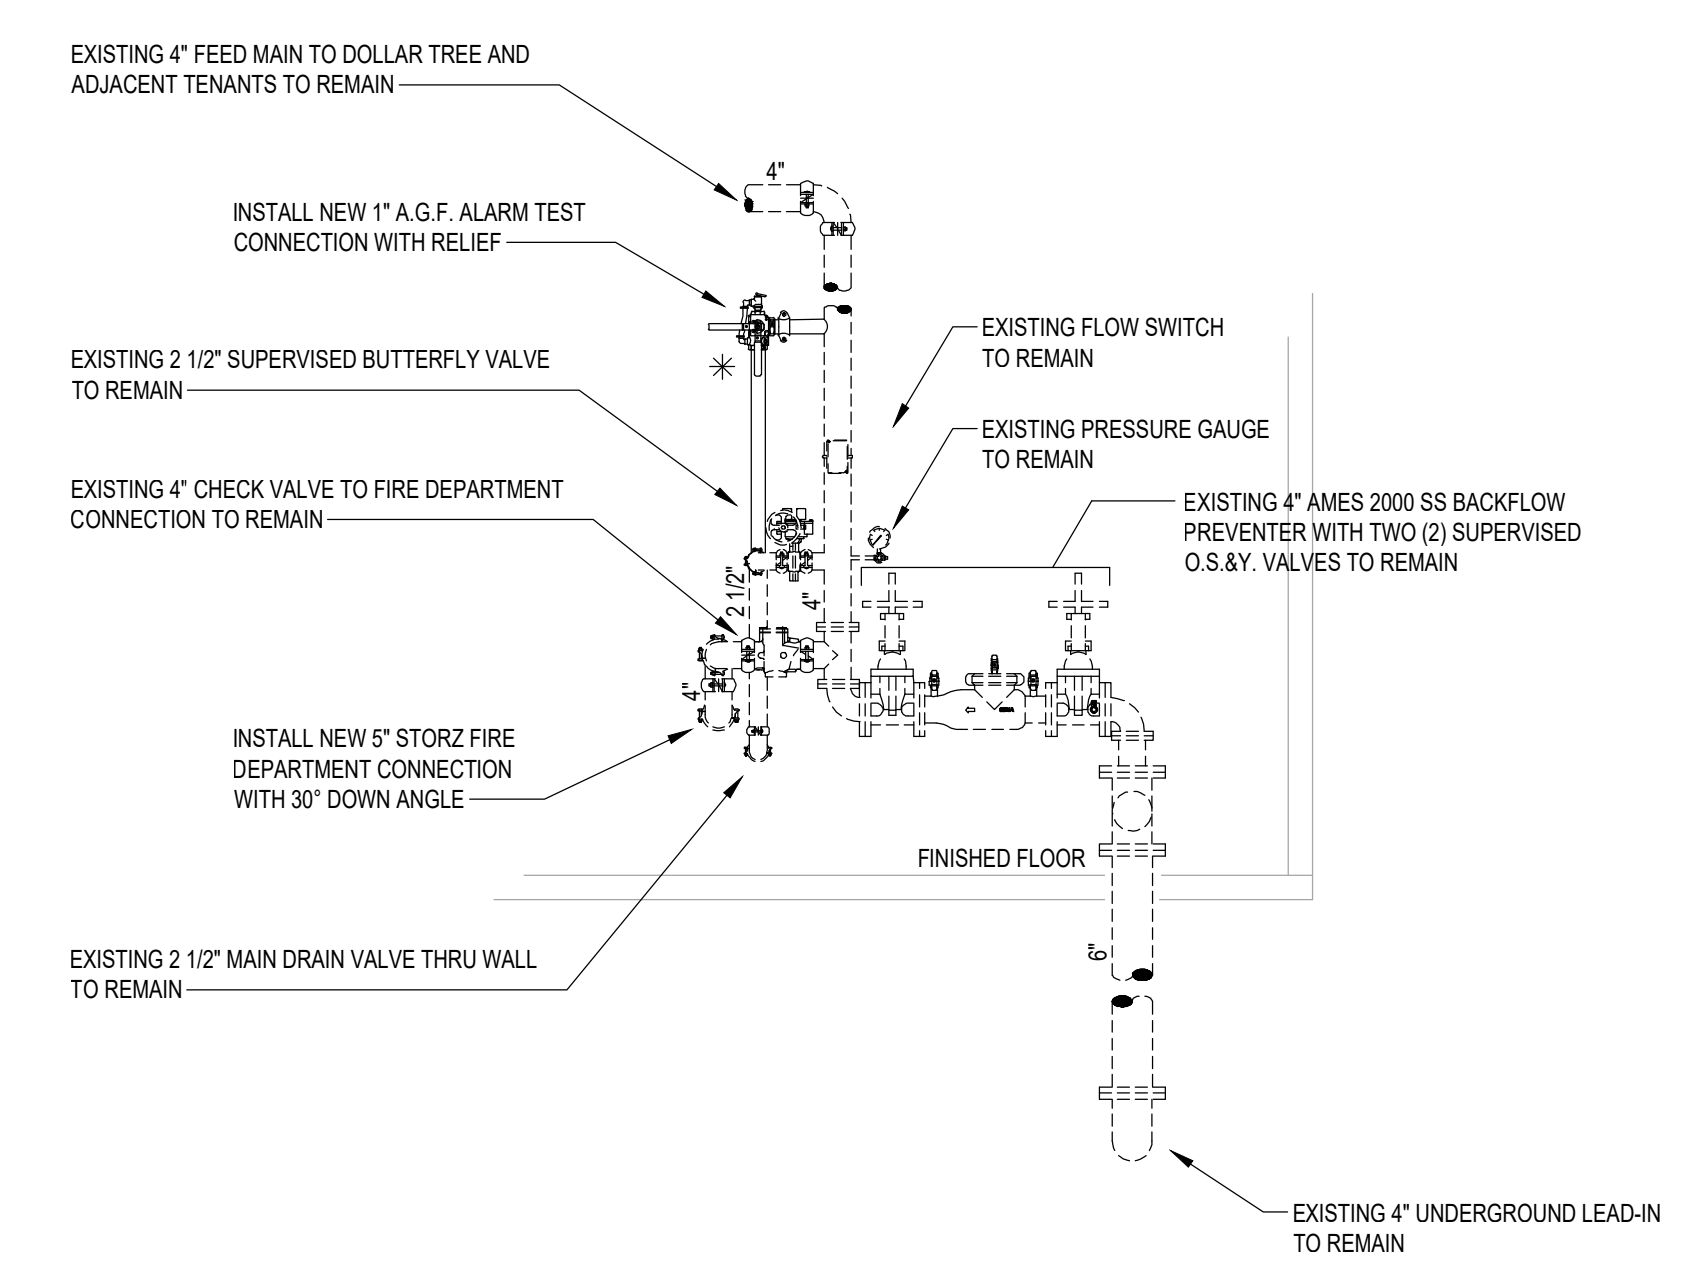 EXISTING 4" FEED MAIN TO DOLLAR TREE AND
ADJACENT TENANTS TO REMAIN
4"
INSTALL NEW 1" A.G.F. ALARM TEST
CONNECTION WITH RELIEF
EXISTING FLOW SWITCH
TO REMAIN
EXISTING 2 1/2" SUPERVISED BUTTERFLY VALVE
TO REMAIN
EXISTING PRESSURE GAUGE
TO REMAIN
EXISTING 4" CHECK VALVE TO FIRE DEPARTMENT
CONNECTION TO REMAIN
EXISTING 4" AMES 2000 SS BACKFLOW
PREVENTER WITH TWO (2) SUPERVISED
O.S.&Y. VALVES TO REMAIN
2 1/2"
4"
4"
INSTALL NEW 5" STORZ FIRE
DEPARTMENT CONNECTION
WITH 30° DOWN ANGLE
FINISHED FLOOR
6"
EXISTING 2 1/2" MAIN DRAIN VALVE THRU WALL
TO REMAIN
EXISTING 4" UNDERGROUND LEAD-IN
TO REMAIN